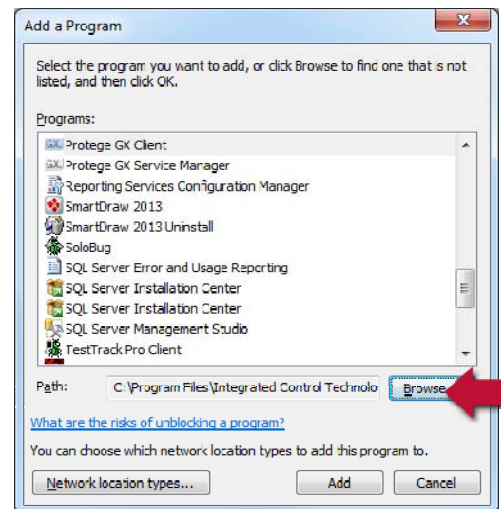 Add a Program
Select the program you want to add, or click Browse to find one that is not
listed, and then click OK.
Programs:
Protege GX Client
Protege GX Service Manager
Reporting Services Configuration Manager
SmartDraw 2013
SmartDraw 2013 Uninstall
SoloBug
SQL Server Error and Usage Reporting
SQL Server Installation Center
SQL Server Installation Center
SQL Server Management Studio
TestTrack Pro Client
Path: C:\Program Files\Integrated Control Technolo Browse...
What are the risks of unblocking a program?
You can choose which network location types to add this program to.
Network location types... Add Cancel